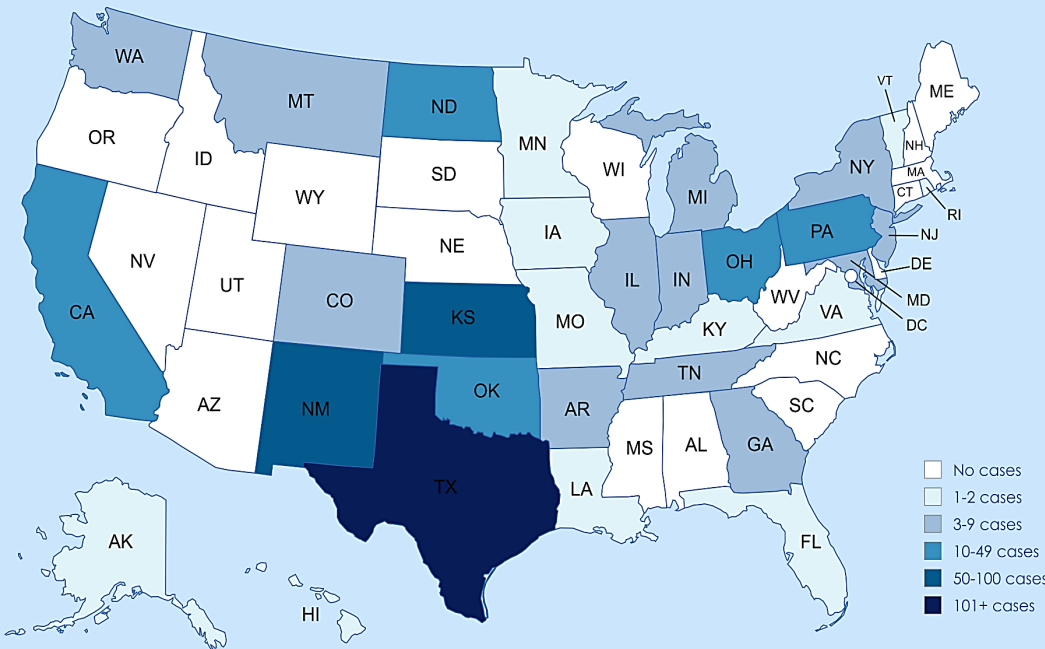 WA
MT
ND
MN
VT
ME
OR
ID
SD
WI
NY
NH
MA
WY
MI
CT
RI
IA
PA
NJ
NE
NV
OH
UT
IL
IN
DE
CO
WV
MD
CA
KS
MO
VA
DC
KY
NC
TN
OK
AZ
NM
AR
SC
MS
AL
GA
TX
LA
FL
AK
HI
No cases
1-2 cases
3-9 cases
10-49 cases
50-100 cases
101+ cases